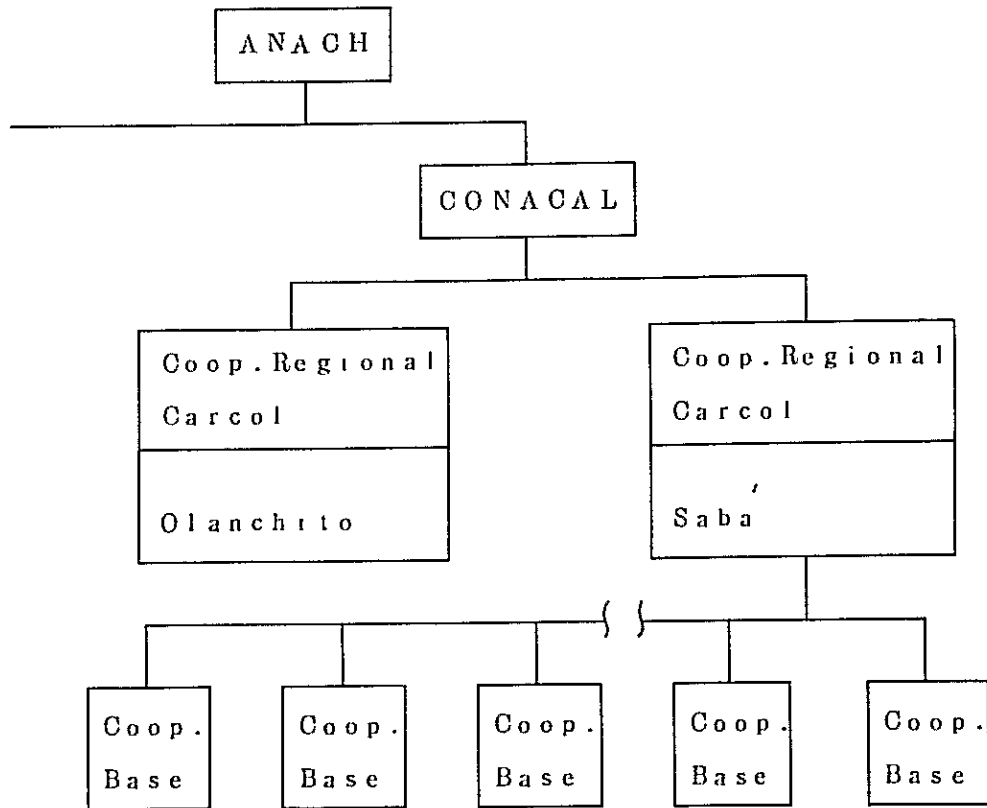 ANACH
CONACAL
Coop. Regional
Carcol
Olanchito
Coop. Regional
Carcol
Sabá
Coop.
Base
Coop.
Base
Coop.
Base
Coop.
Base
Coop.
Base